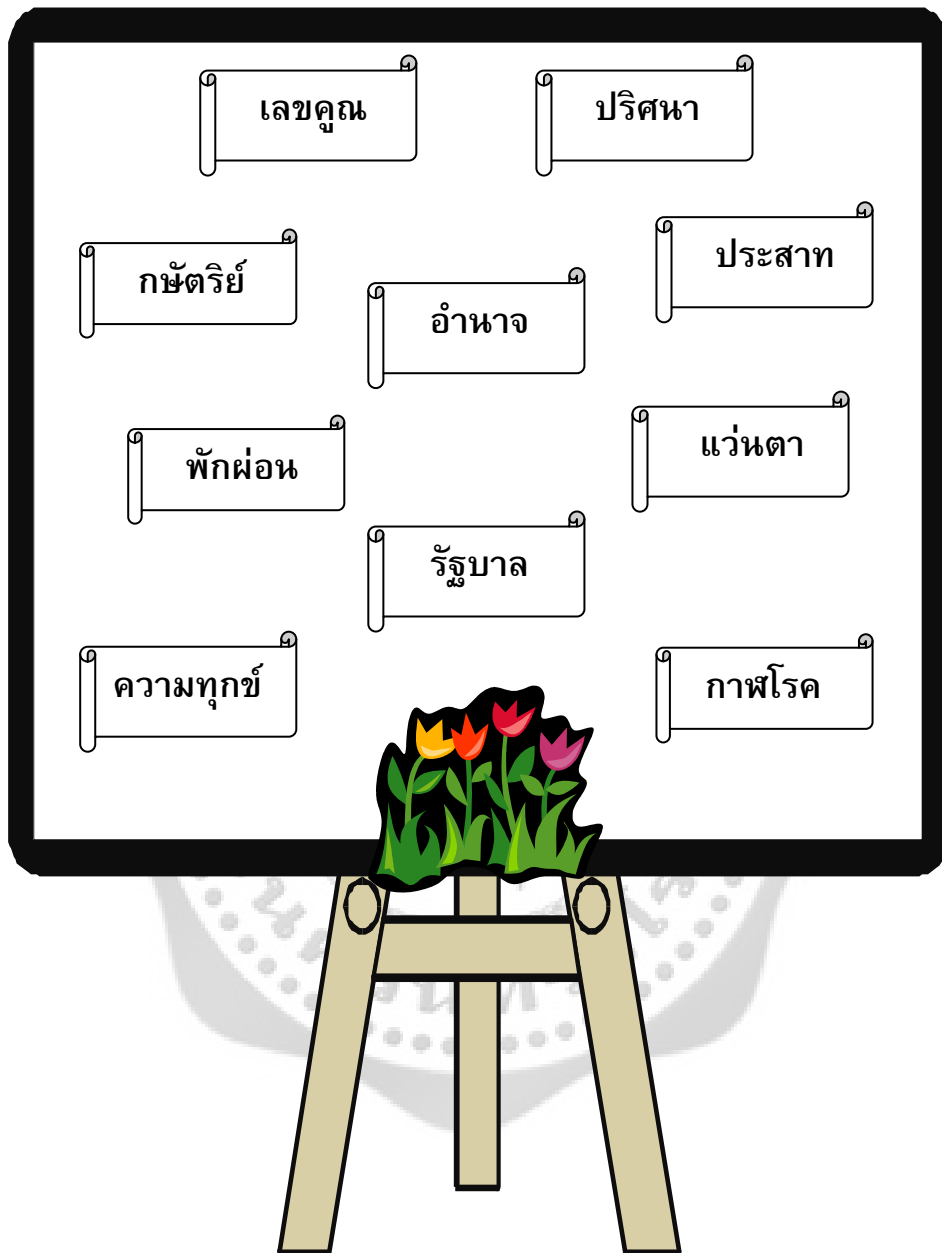 เลขคูณ
ปริศนา
กษัตริย์
ประสาท
อำนาจ
พักผ่อน
แว่นตา
รัฐบาล
ความทุกข์
กาฬโรค